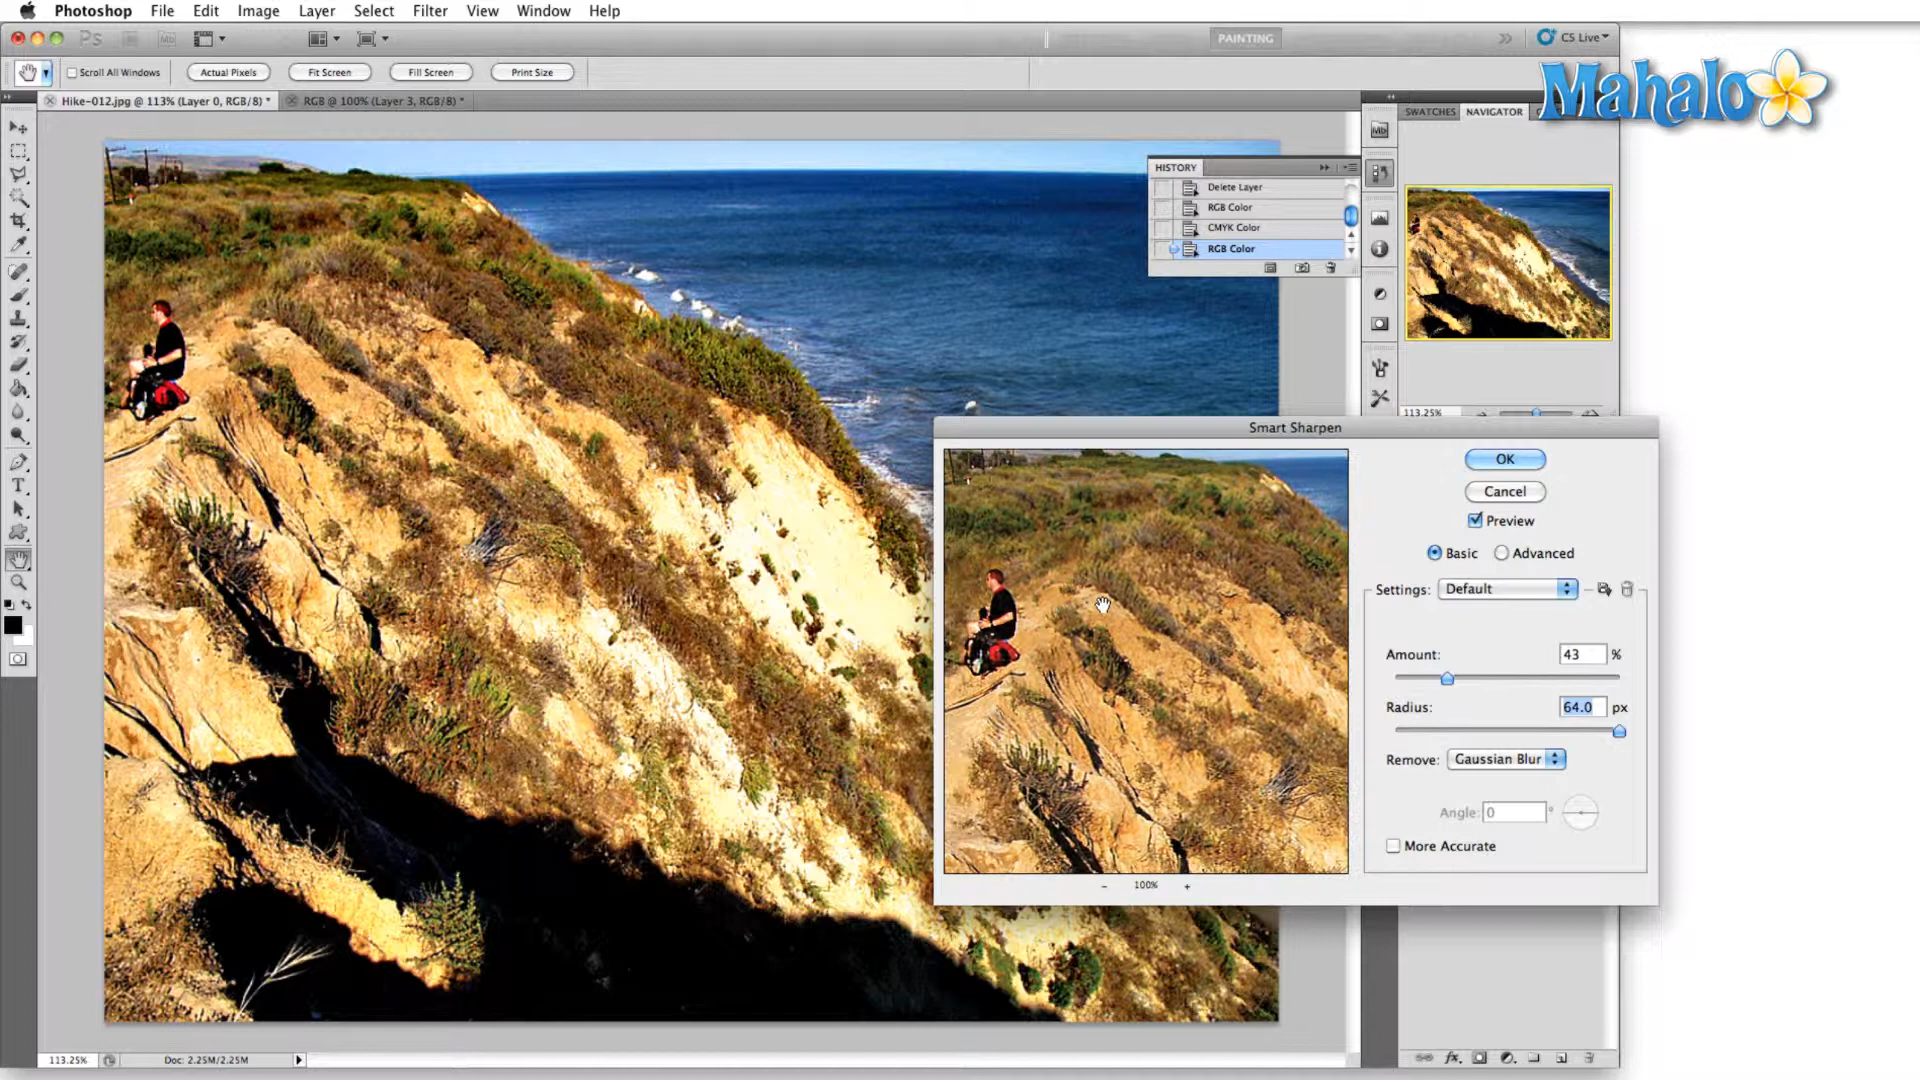 Photoshop File Edit Image Layer Select Filter View Window Help
Ps Mb PAINTING CS Live
Scroll All Windows Actual Pixels Fit Screen Fill Screen Print Size
Mahalo
Hike-012.jpg @ 113% (Layer 0, RGB/8) * RGB @ 100% (Layer 3, RGB/8) *
SWATCHES NAVIGATOR
Mb
HISTORY
Delete Layer
RGB Color
CMYK Color
RGB Color
113.25%
Smart Sharpen
OK
Cancel
Preview
Basic Advanced
Settings: Default
Amount: 43 %
Radius: 64.0 px
Remove: Gaussian Blur
Angle: 0 °
More Accurate
- 100% +
T
113.25% Doc: 2.25M/2.25M
fx